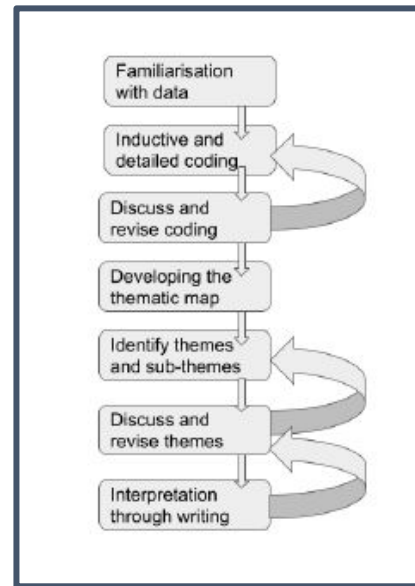 Familiarisation
with data
Inductive and
detailed coding
Discuss and
revise coding
Developing the
thematic map
Identify themes
and sub-themes
Discuss and
revise themes
Interpretation
through writing